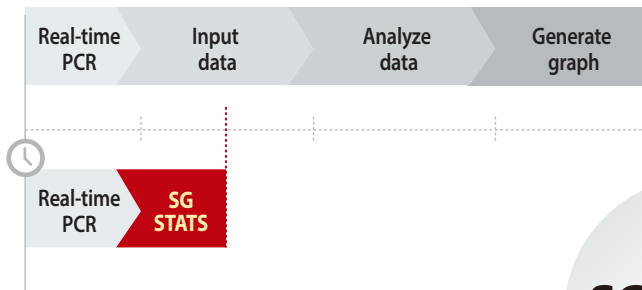 Real-time
PCR
Input
data
Analyze
data
Generate
graph
Real-time
PCR
SG
STATS